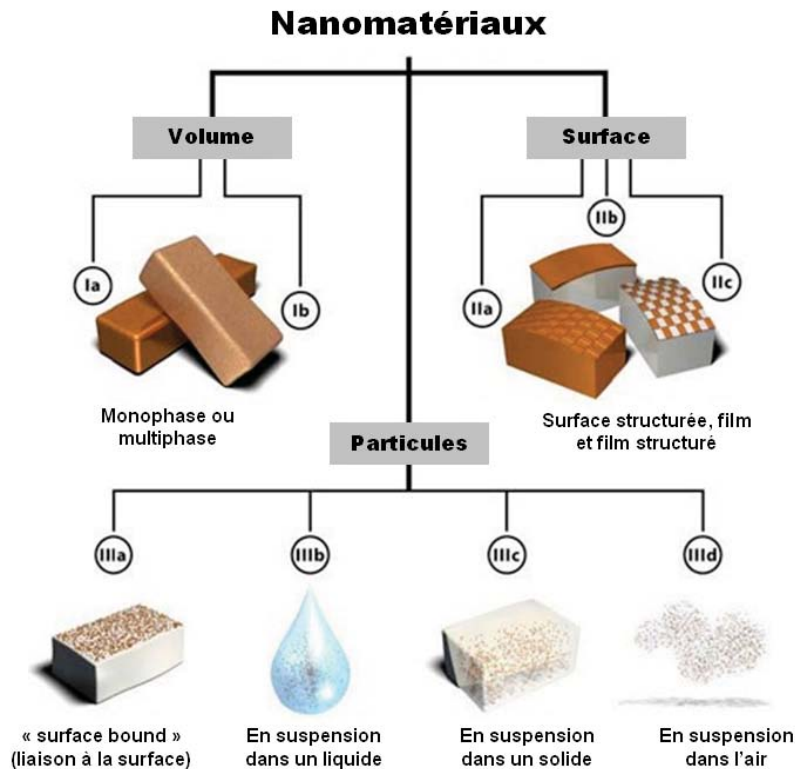 Nanomatériaux
Volume
Surface
Ia
Ib
IIa
IIb
IIc
Monophase ou
multiphase
Surface structurée, film
et film structuré
Particules
IIIa
IIIb
IIIc
IIId
« surface bound »
(liaison à la surface)
En suspension
dans un liquide
En suspension
dans un solide
En suspension
dans l'air